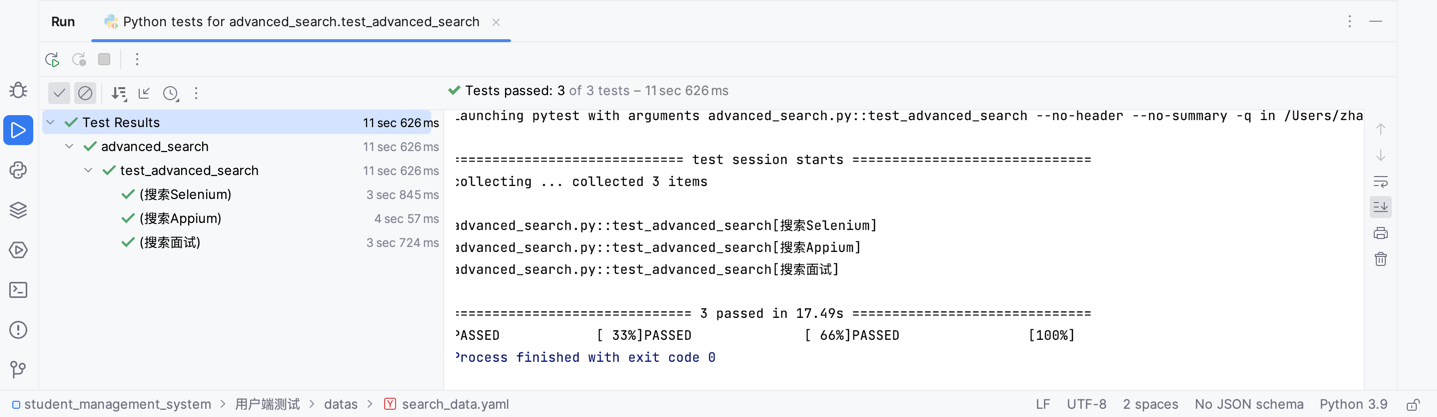 Run Python tests for advanced_search.test_advanced_search
Tests passed: 3 of 3 tests – 11 sec 626 ms
Test Results 11 sec 626 ms
advanced_search 11 sec 626 ms
test_advanced_search 11 sec 626 ms
(搜索Selenium) 3 sec 845 ms
(搜索Appium) 4 sec 57 ms
(搜索面试) 3 sec 724 ms
Launching pytest with arguments advanced_search.py::test_advanced_search --no-header --no-summary -q in /Users/zha
============================= test session starts ==============================
collecting ... collected 3 items
advanced_search.py::test_advanced_search[搜索Selenium]
advanced_search.py::test_advanced_search[搜索Appium]
advanced_search.py::test_advanced_search[搜索面试]
============================== 3 passed in 17.49s ==============================
PASSED [ 33%]PASSED [ 66%]PASSED [100%]
Process finished with exit code 0
student_management_system > 用户端测试 > datas > search_data.yaml LF UTF-8 2 spaces No JSON schema Python 3.9